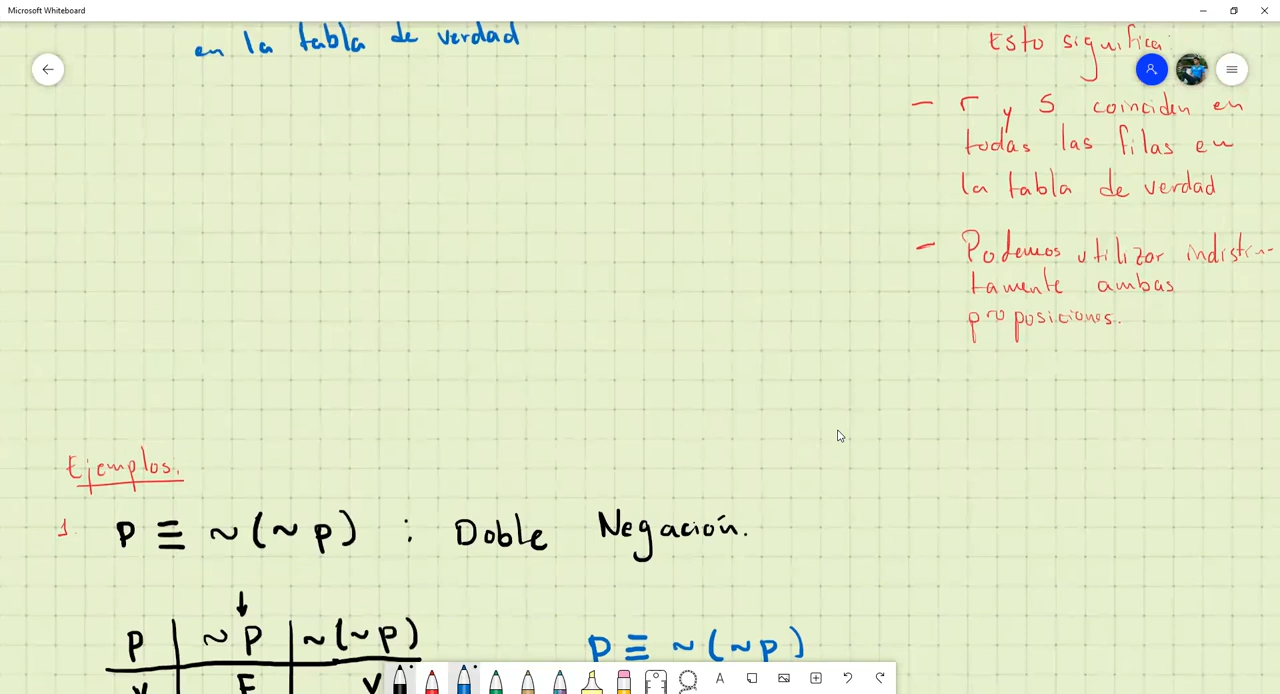 Microsoft Whiteboard
en la tabla de verdad
Esto significa:
- r y s coinciden en
todas las filas en
la tabla de verdad
- Podemos utilizar indistin-
tamente ambas
proposiciones.
Ejemplos.
1. p ≡ ~(~p) : Doble Negación.
p ~p ~(~p)
p ≡ ~(~p)
V F V